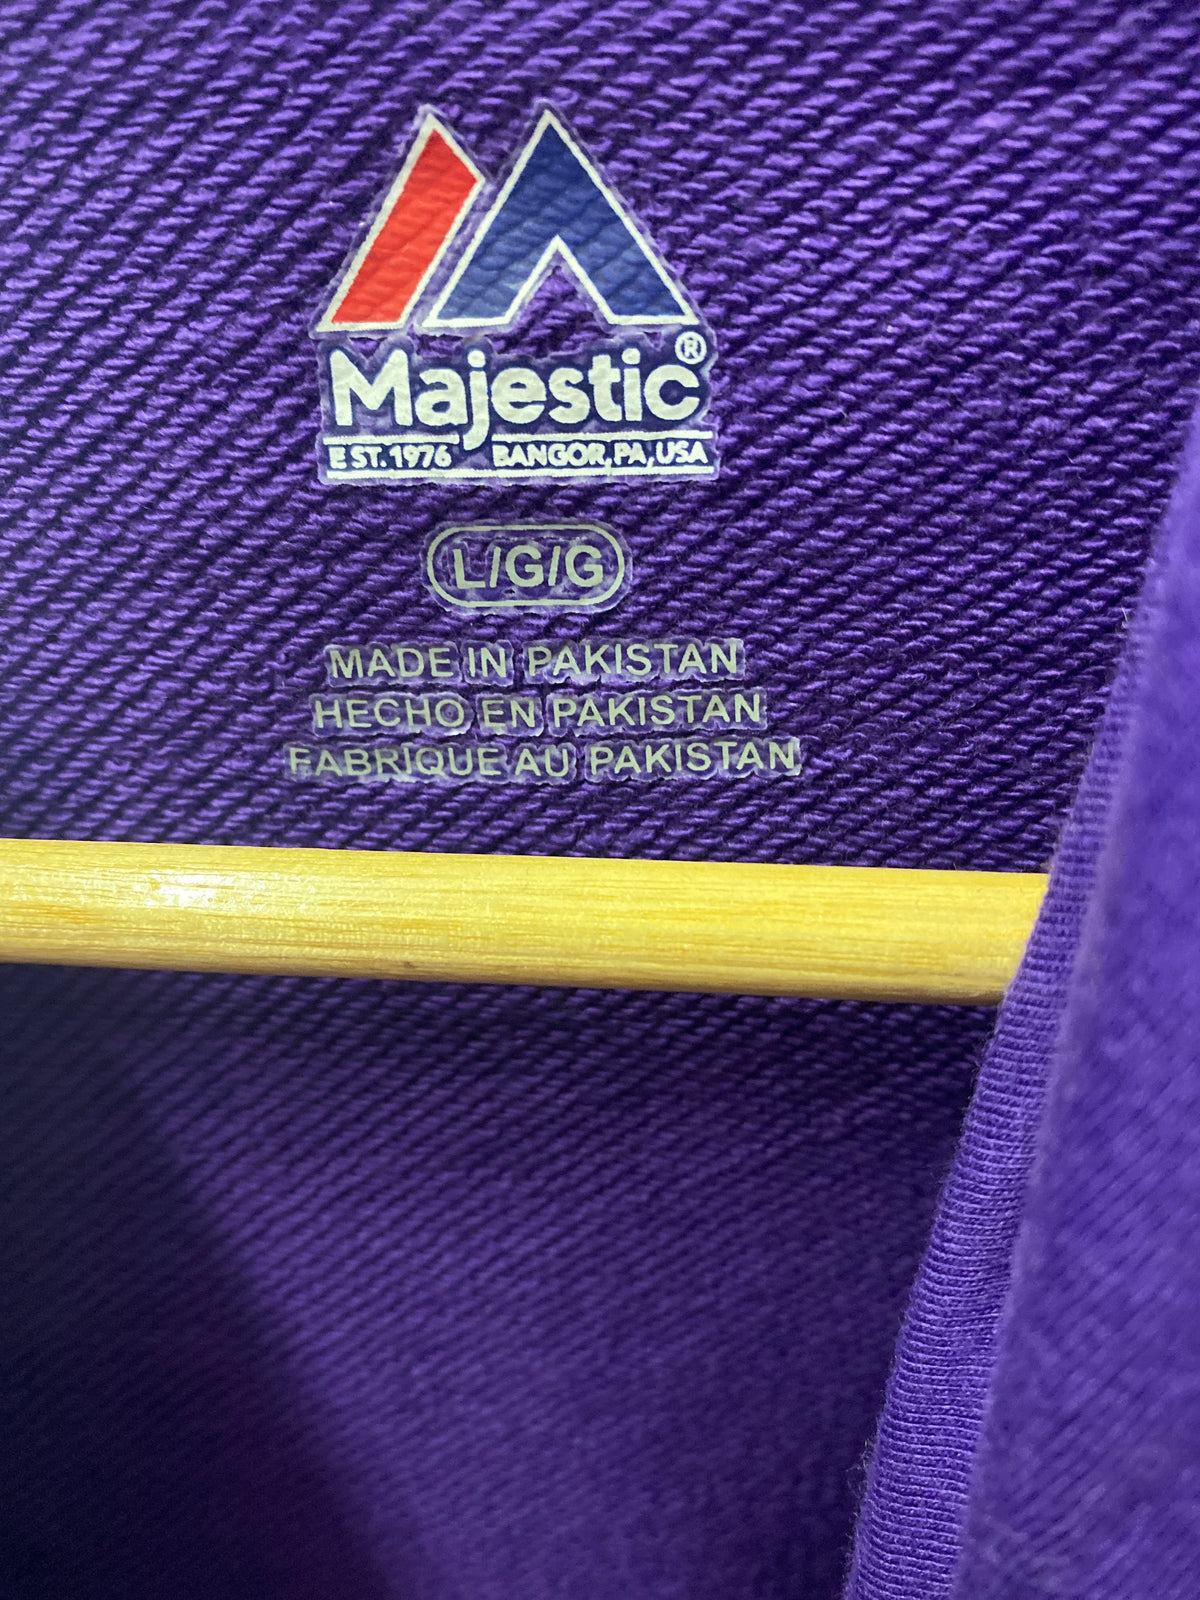 Majestic®
EST. 1976 BANGOR, PA, USA
L/G/G
MADE IN PAKISTAN
HECHO EN PAKISTAN
FABRIQUE AU PAKISTAN